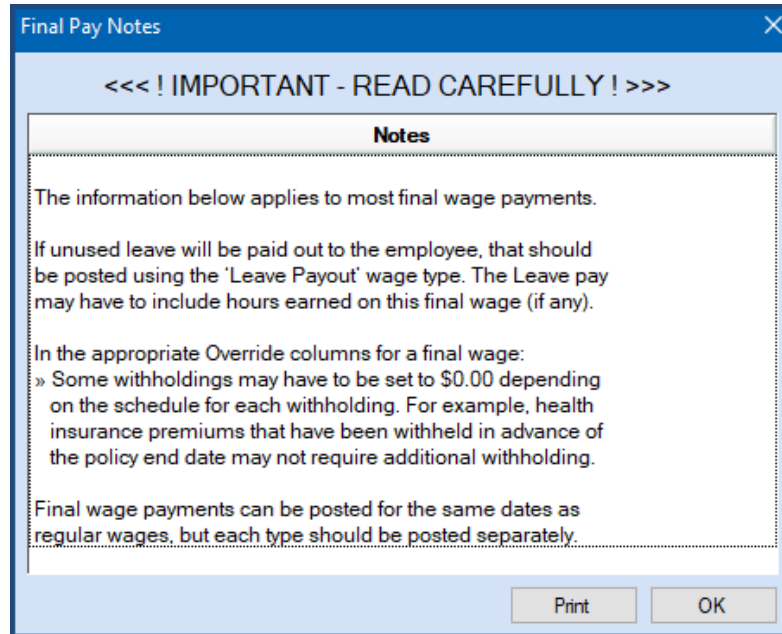 Final Pay Notes
<<< ! IMPORTANT - READ CAREFULLY ! >>>
Notes
The information below applies to most final wage payments.
If unused leave will be paid out to the employee, that should
be posted using the ‘Leave Payout’ wage type. The Leave pay
may have to include hours earned on this final wage (if any).
In the appropriate Override columns for a final wage:
» Some withholdings may have to be set to $0.00 depending
on the schedule for each withholding. For example, health
insurance premiums that have been withheld in advance of
the policy end date may not require additional withholding.
Final wage payments can be posted for the same dates as
regular wages, but each type should be posted separately.
Print OK